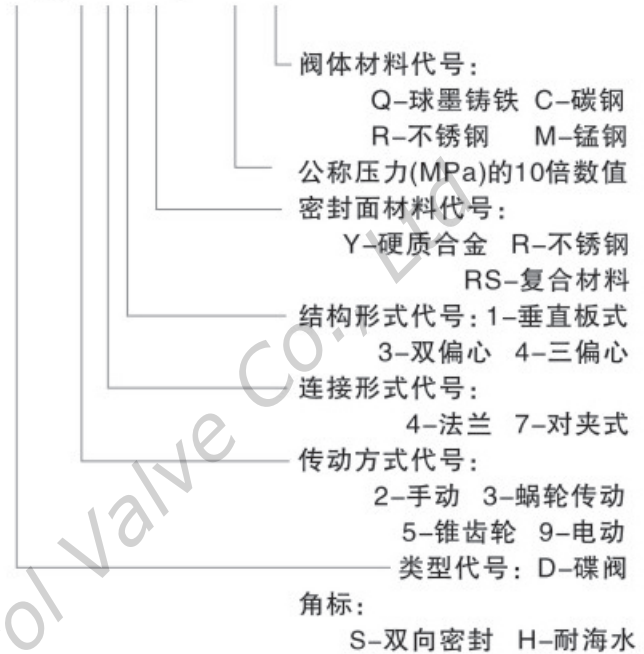 阀体材料代号:
Q–球墨铸铁 C–碳钢
R–不锈钢 M–锰钢
公称压力(MPa)的10倍数值
密封面材料代号:
Y–硬质合金 R–不锈钢
RS–复合材料
结构形式代号:1–垂直板式
3–双偏心 4–三偏心
连接形式代号:
4–法兰 7–对夹式
传动方式代号:
2–手动 3–蜗轮传动
5–锥齿轮 9–电动
类型代号:D–碟阀
角标:
S–双向密封 H–耐海水
ol Valve Co., Ltd